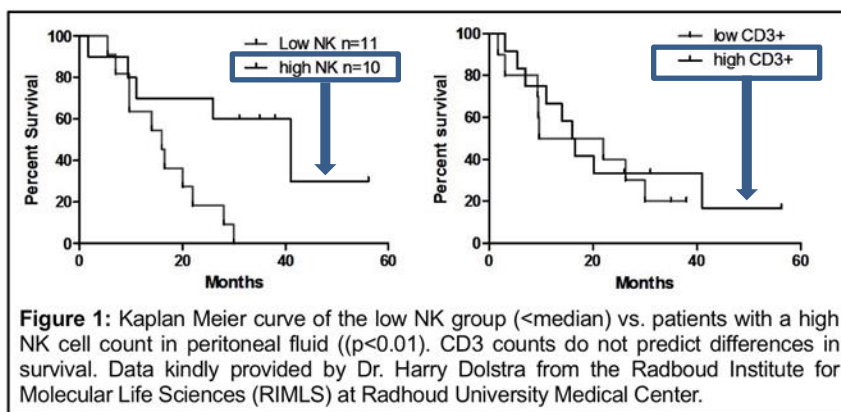 Low NK n=11
high NK n=10
Percent Survival
100
80
60
40
20
0
0 20 40 60
Months
low CD3+
high CD3+
Percent Survival
100
80
60
40
20
0
0 20 40 60
Months
Figure 1: Kaplan Meier curve of the low NK group (<median) vs. patients with a high
NK cell count in peritoneal fluid ((p<0.01). CD3 counts do not predict differences in
survival. Data kindly provided by Dr. Harry Dolstra from the Radboud Institute for
Molecular Life Sciences (RIMLS) at Radhoud University Medical Center.